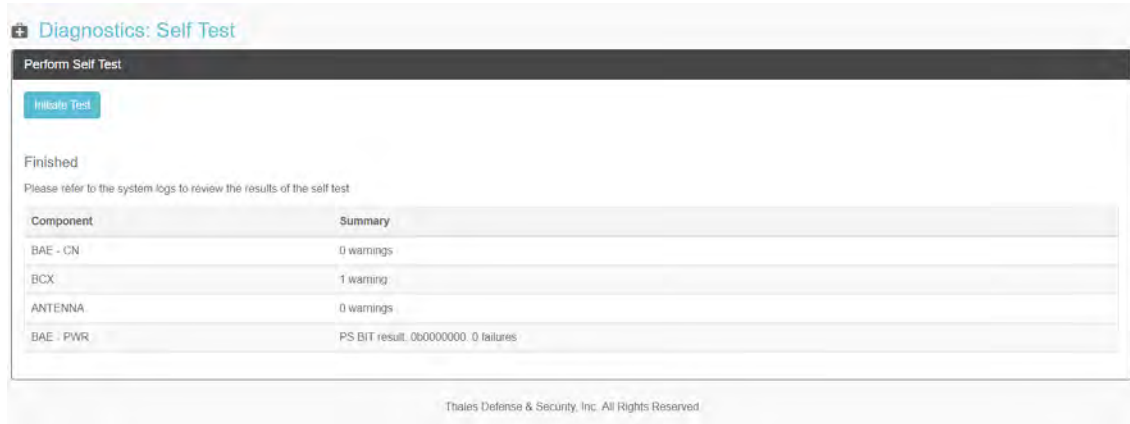 Diagnostics: Self Test
Perform Self Test
Initiate Test
Finished
Please refer to the system logs to review the results of the self test
Component Summary
BAE - CN 0 warnings
BCX 1 warning
ANTENNA 0 warnings
BAE - PWR PS BIT result: 0b0000000. 0 failures
Thales Defense & Security, Inc. All Rights Reserved